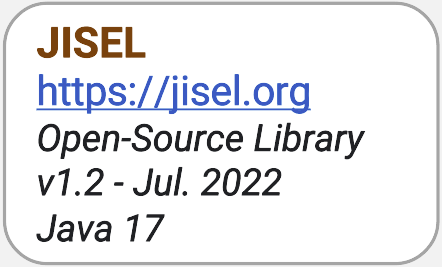 JISEL
https://jisel.org
Open-Source Library
v1.2 - Jul. 2022
Java 17